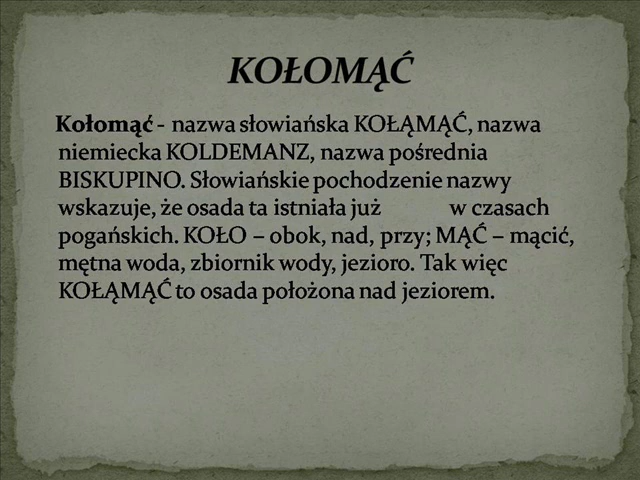 KOŁOMĄĆ
Kołomąć - nazwa słowiańska KOŁĄMĄĆ, nazwa
niemiecka KOLDEMANZ, nazwa pośrednia
BISKUPINO. Słowiańskie pochodzenie nazwy
wskazuje, że osada ta istniała już w czasach
pogańskich. KOŁO – obok, nad, przy; MĄĆ – mącić,
mętna woda, zbiornik wody, jezioro. Tak więc
KOŁĄMĄĆ to osada położona nad jeziorem.